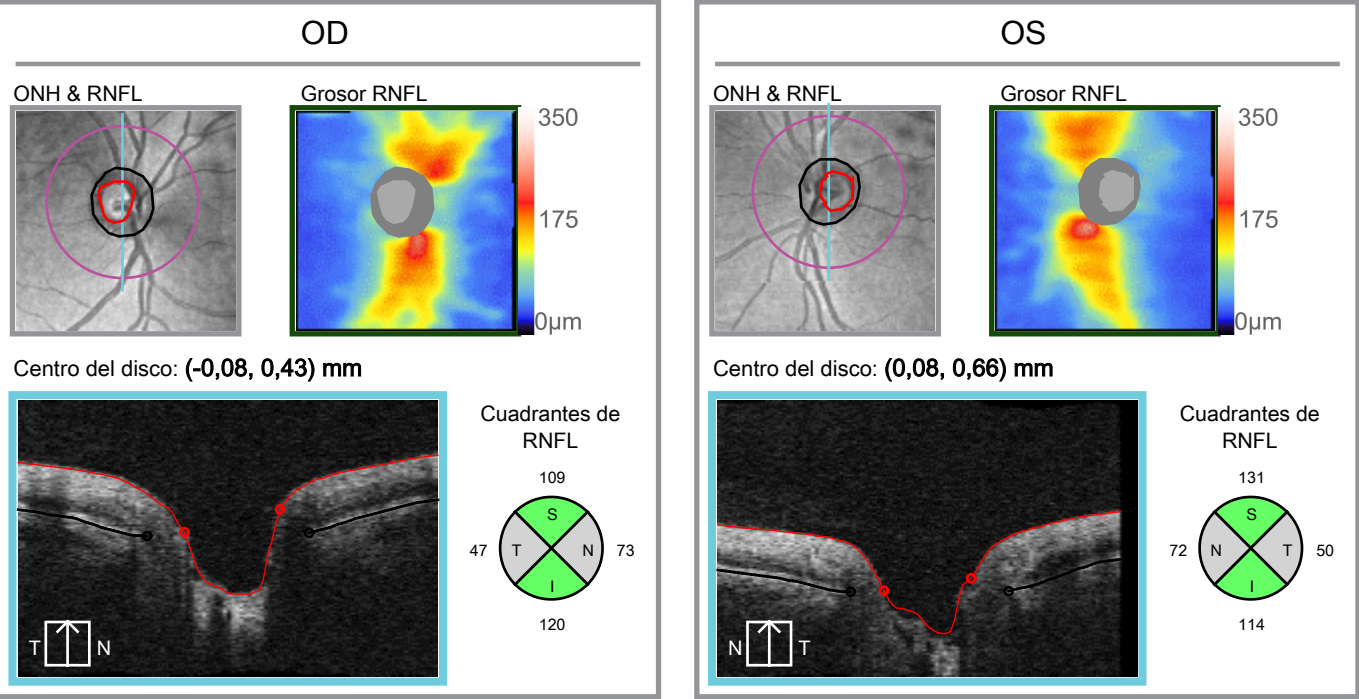 OD
ONH & RNFL
Grosor RNFL
350
175
0µm
Centro del disco: (-0,08, 0,43) mm
Cuadrantes de
RNFL
109
S
47
T
N
73
I
120
T
N
OS
ONH & RNFL
Grosor RNFL
350
175
0µm
Centro del disco: (0,08, 0,66) mm
Cuadrantes de
RNFL
131
S
72
N
T
50
I
114
N
T